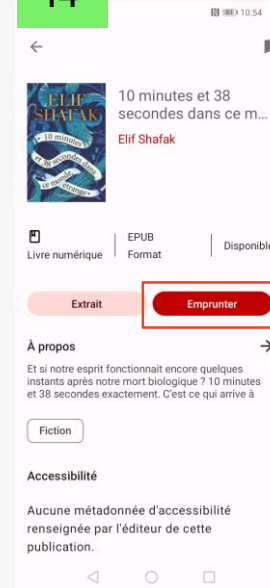 14
10:54
10 minutes et 38
secondes dans ce m...
Elif Shafak
ELIF
SHAFAK
10 minutes
et 38 secondes dans
ce monde
étrange
EPUB
Livre numérique
Format
Disponible
Extrait
Emprunter
À propos
Et si notre esprit fonctionnait encore quelques
instants après notre mort biologique ? 10 minutes
et 38 secondes exactement. C'est ce qui arrive à
Fiction
Accessibilité
Aucune métadonnée d'accessibilité
renseignée par l'éditeur de cette
publication.